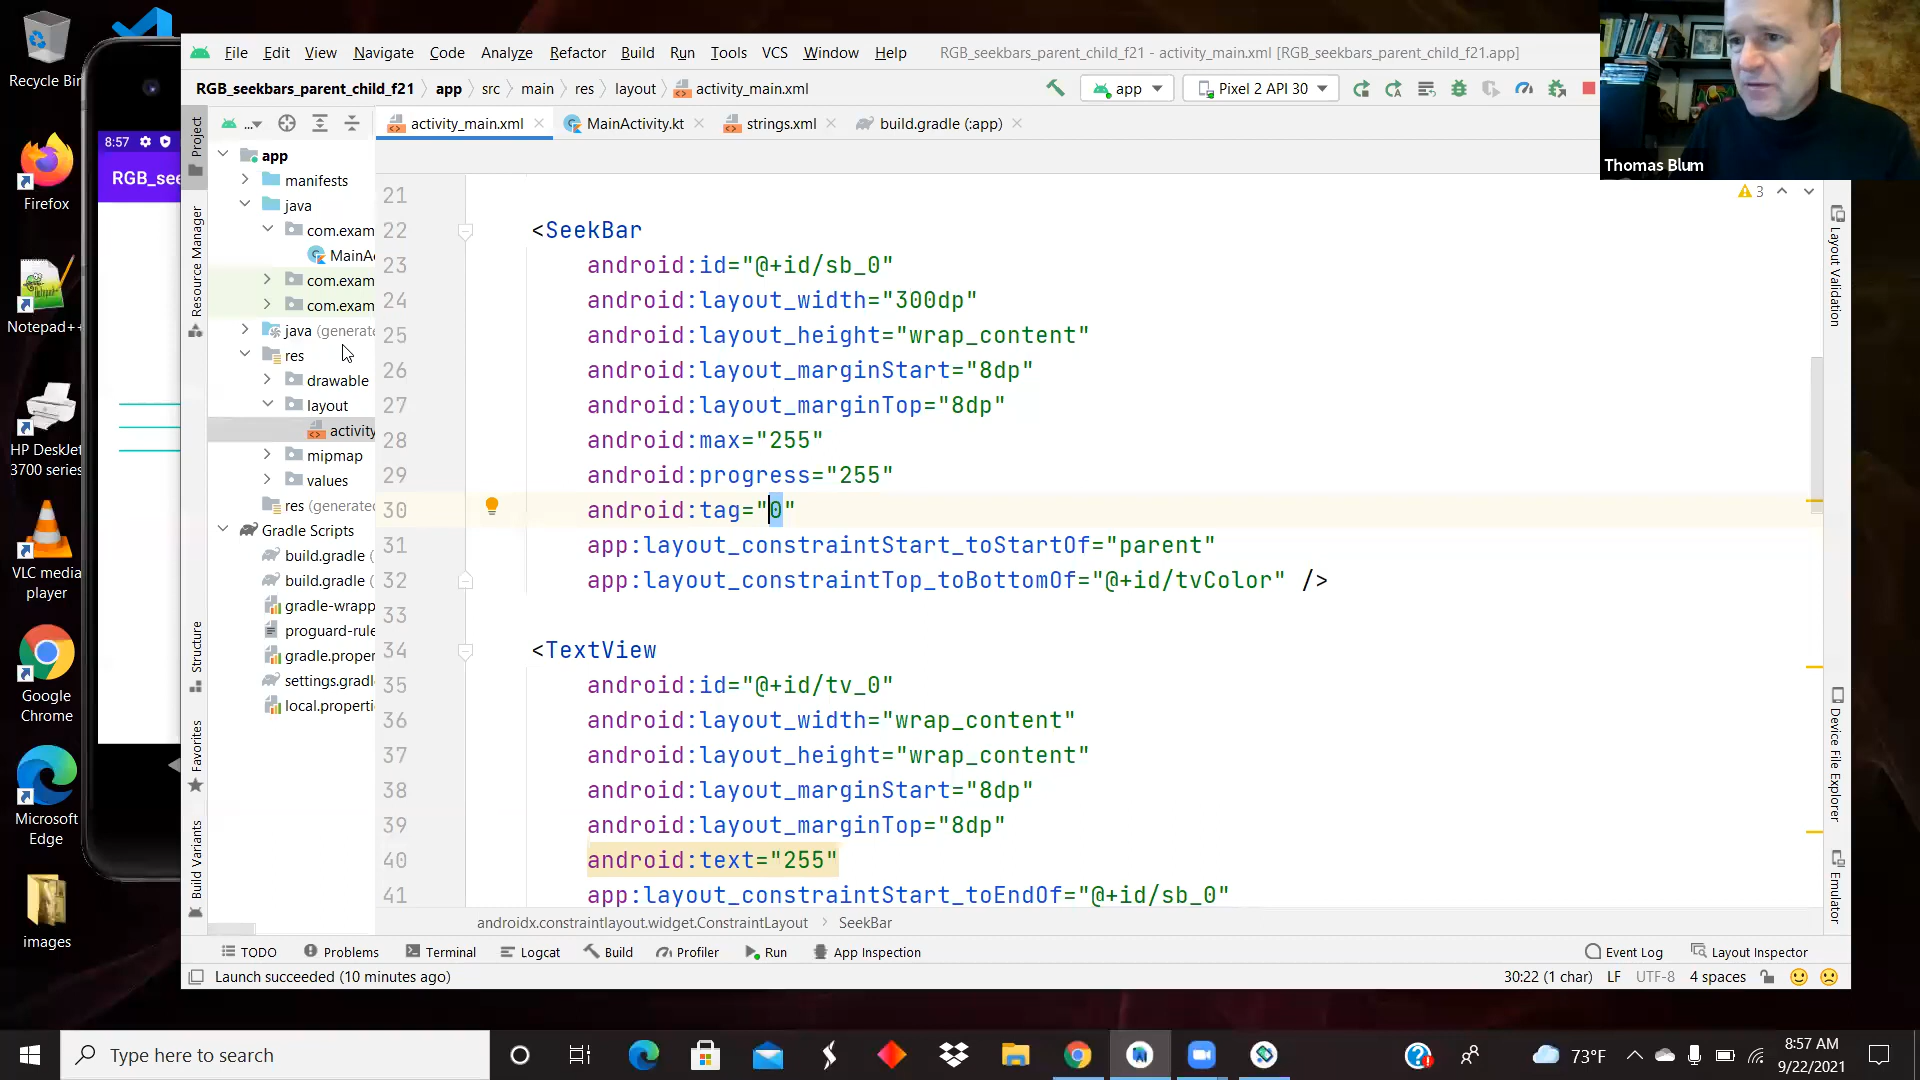 Recycle Bin
Firefox
Notepad++
HP DeskJet
3700 series
VLC media
player
Google
Chrome
Microsoft
Edge
images
8:57
RGB_see
File Edit View Navigate Code Analyze Refactor Build Run Tools VCS Window Help RGB_seekbars_parent_child_f21 - activity_main.xml [RGB_seekbars_parent_child_f21.app]
RGB_seekbars_parent_child_f21 app src main res layout activity_main.xml app Pixel 2 API 30
... activity_main.xml MainActivity.kt strings.xml build.gradle (:app)
Thomas Blum
3
Project
Resource Manager
Structure
Favorites
Build Variants
app
manifests
java
com.exam
MainAc
com.exam
com.exam
java (generate
res
drawable
layout
activity
mipmap
values
res (generated
Gradle Scripts
build.gradle (
build.gradle (
gradle-wrapp
proguard-rule
gradle.proper
settings.gradl
local.properti
21
22 <SeekBar
23 android:id="@+id/sb_0"
24 android:layout_width="300dp"
25 android:layout_height="wrap_content"
26 android:layout_marginStart="8dp"
27 android:layout_marginTop="8dp"
28 android:max="255"
29 android:progress="255"
30 android:tag="0"
31 app:layout_constraintStart_toStartOf="parent"
32 app:layout_constraintTop_toBottomOf="@+id/tvColor" />
33
34 <TextView
35 android:id="@+id/tv_0"
36 android:layout_width="wrap_content"
37 android:layout_height="wrap_content"
38 android:layout_marginStart="8dp"
39 android:layout_marginTop="8dp"
40 android:text="255"
41 app:layout_constraintStart_toEndOf="@+id/sb_0"
Layout Validation
Device File Explorer
Emulator
androidx.constraintlayout.widget.ConstraintLayout SeekBar
TODO Problems Terminal Logcat Build Profiler Run App Inspection Event Log Layout Inspector
Launch succeeded (10 minutes ago) 30:22 (1 char) LF UTF-8 4 spaces
Type here to search
73°F
8:57 AM
9/22/2021